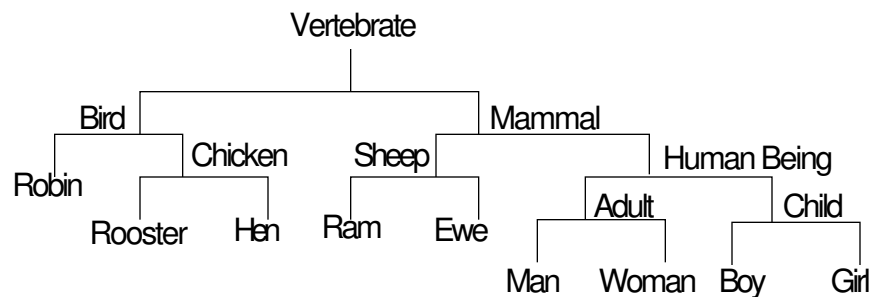 Vertebrate
Bird
Mammal
Chicken
Sheep
Human Being
Robin
Rooster
Hen
Ram
Ewe
Adult
Child
Man
Woman
Boy
Girl